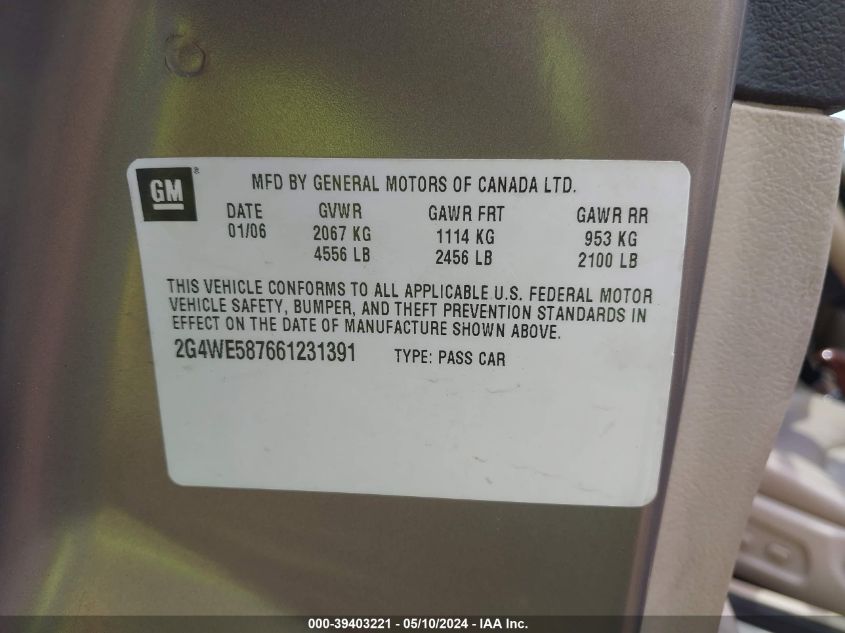 GM®
MFD BY GENERAL MOTORS OF CANADA LTD.
DATE GVWR GAWR FRT GAWR RR
01/06 2067 KG 1114 KG 953 KG
4556 LB 2456 LB 2100 LB
THIS VEHICLE CONFORMS TO ALL APPLICABLE U.S. FEDERAL MOTOR
VEHICLE SAFETY, BUMPER, AND THEFT PREVENTION STANDARDS IN
EFFECT ON THE DATE OF MANUFACTURE SHOWN ABOVE.
2G4WE587661231391 TYPE: PASS CAR
000-39403221 - 05/10/2024 - IAA Inc.